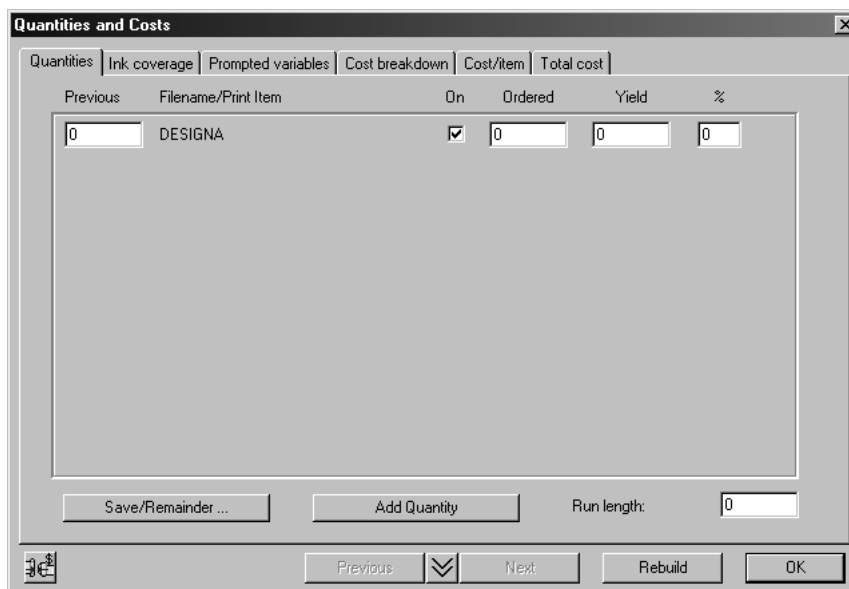 Quantities and Costs
Quantities Ink coverage Prompted variables Cost breakdown Cost/item Total cost
Previous Filename/Print Item On Ordered Yield %
0 DESIGNA 0 0 0
Save/Remainder ... Add Quantity Run length: 0
Previous Next Rebuild OK